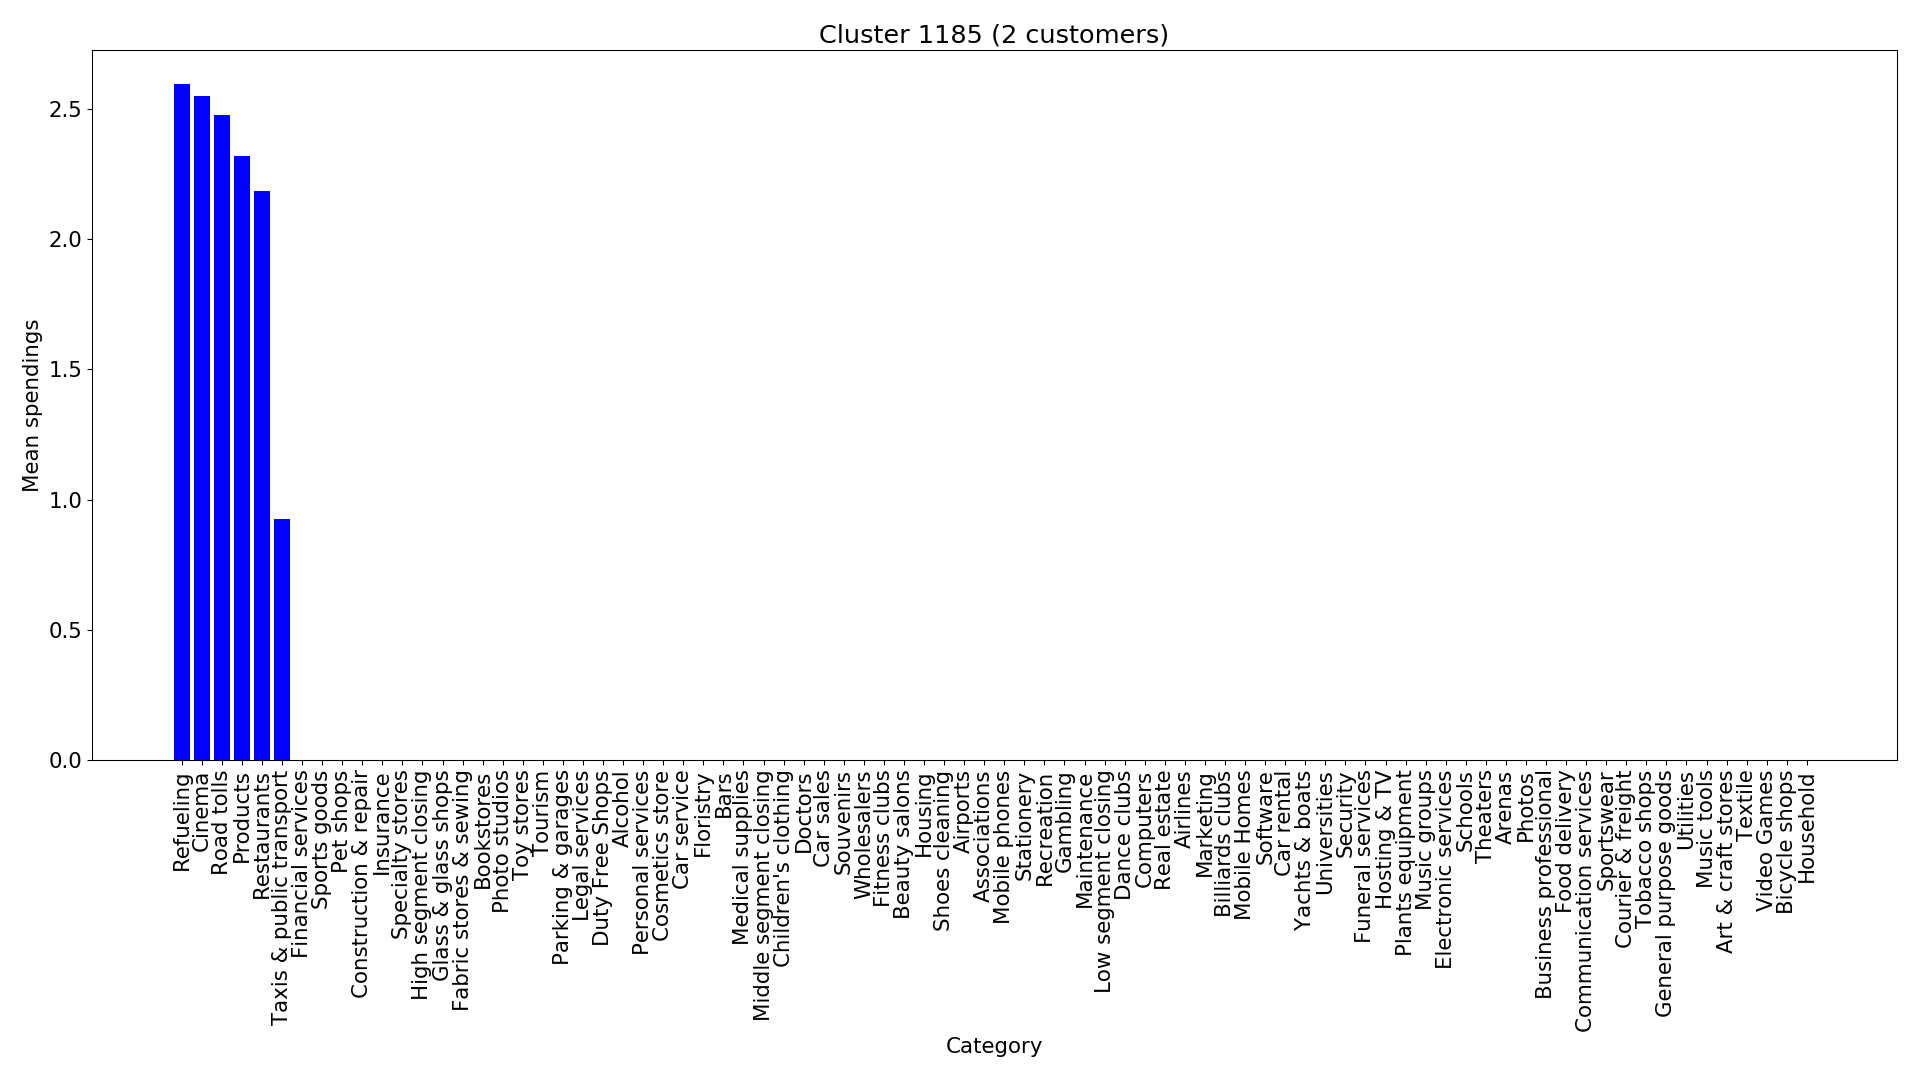 Cluster 1185 (2 customers)
Mean spendings
2.5
2.0
1.5
1.0
0.5
0.0
Refueling
Cinema
Road tolls
Products
Restaurants
Taxis & public transport
Financial services
Sports goods
Pet shops
Construction & repair
Insurance
Specialty stores
High segment closing
Glass & glass shops
Fabric stores & sewing
Bookstores
Photo studios
Toy stores
Tourism
Parking & garages
Legal services
Duty Free Shops
Alcohol
Personal services
Cosmetics store
Car service
Floristry
Bars
Medical supplies
Middle segment closing
Children's clothing
Doctors
Car sales
Souvenirs
Wholesalers
Fitness clubs
Beauty salons
Housing
Shoes cleaning
Airports
Associations
Mobile phones
Stationery
Recreation
Gambling
Maintenance
Low segment closing
Dance clubs
Computers
Real estate
Airlines
Marketing
Billiards clubs
Mobile Homes
Software
Car rental
Yachts & boats
Universities
Security
Funeral services
Hosting & TV
Plants equipment
Music groups
Electronic services
Schools
Theaters
Arenas
Photos
Business professional
Food delivery
Communication services
Sportswear
Courier & freight
Tobacco shops
General purpose goods
Utilities
Music tools
Art & craft stores
Textile
Video Games
Bicycle shops
Household
Category